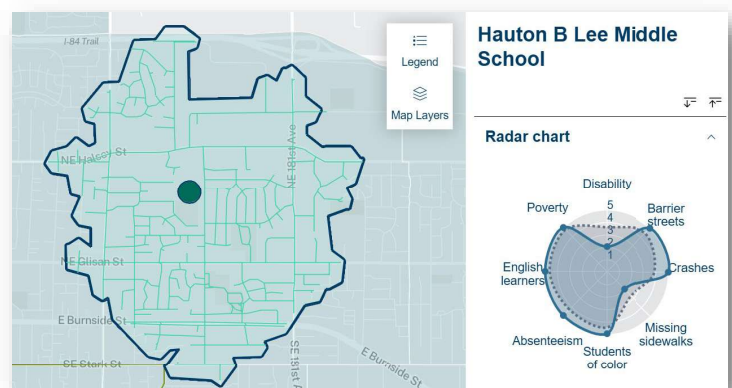 I-84 Trail
NE Halsey St
NE 181st Ave
NE Glisan St
E Burnside St
SE Stark St
SE 181st A
E Burnside St
Legend
Map Layers
Hauton B Lee Middle
School
Radar chart
Disability
Poverty
Barrier
streets
5
4
3
2
1
English
learners
Crashes
Absenteeism
Missing
sidewalks
Students
of color